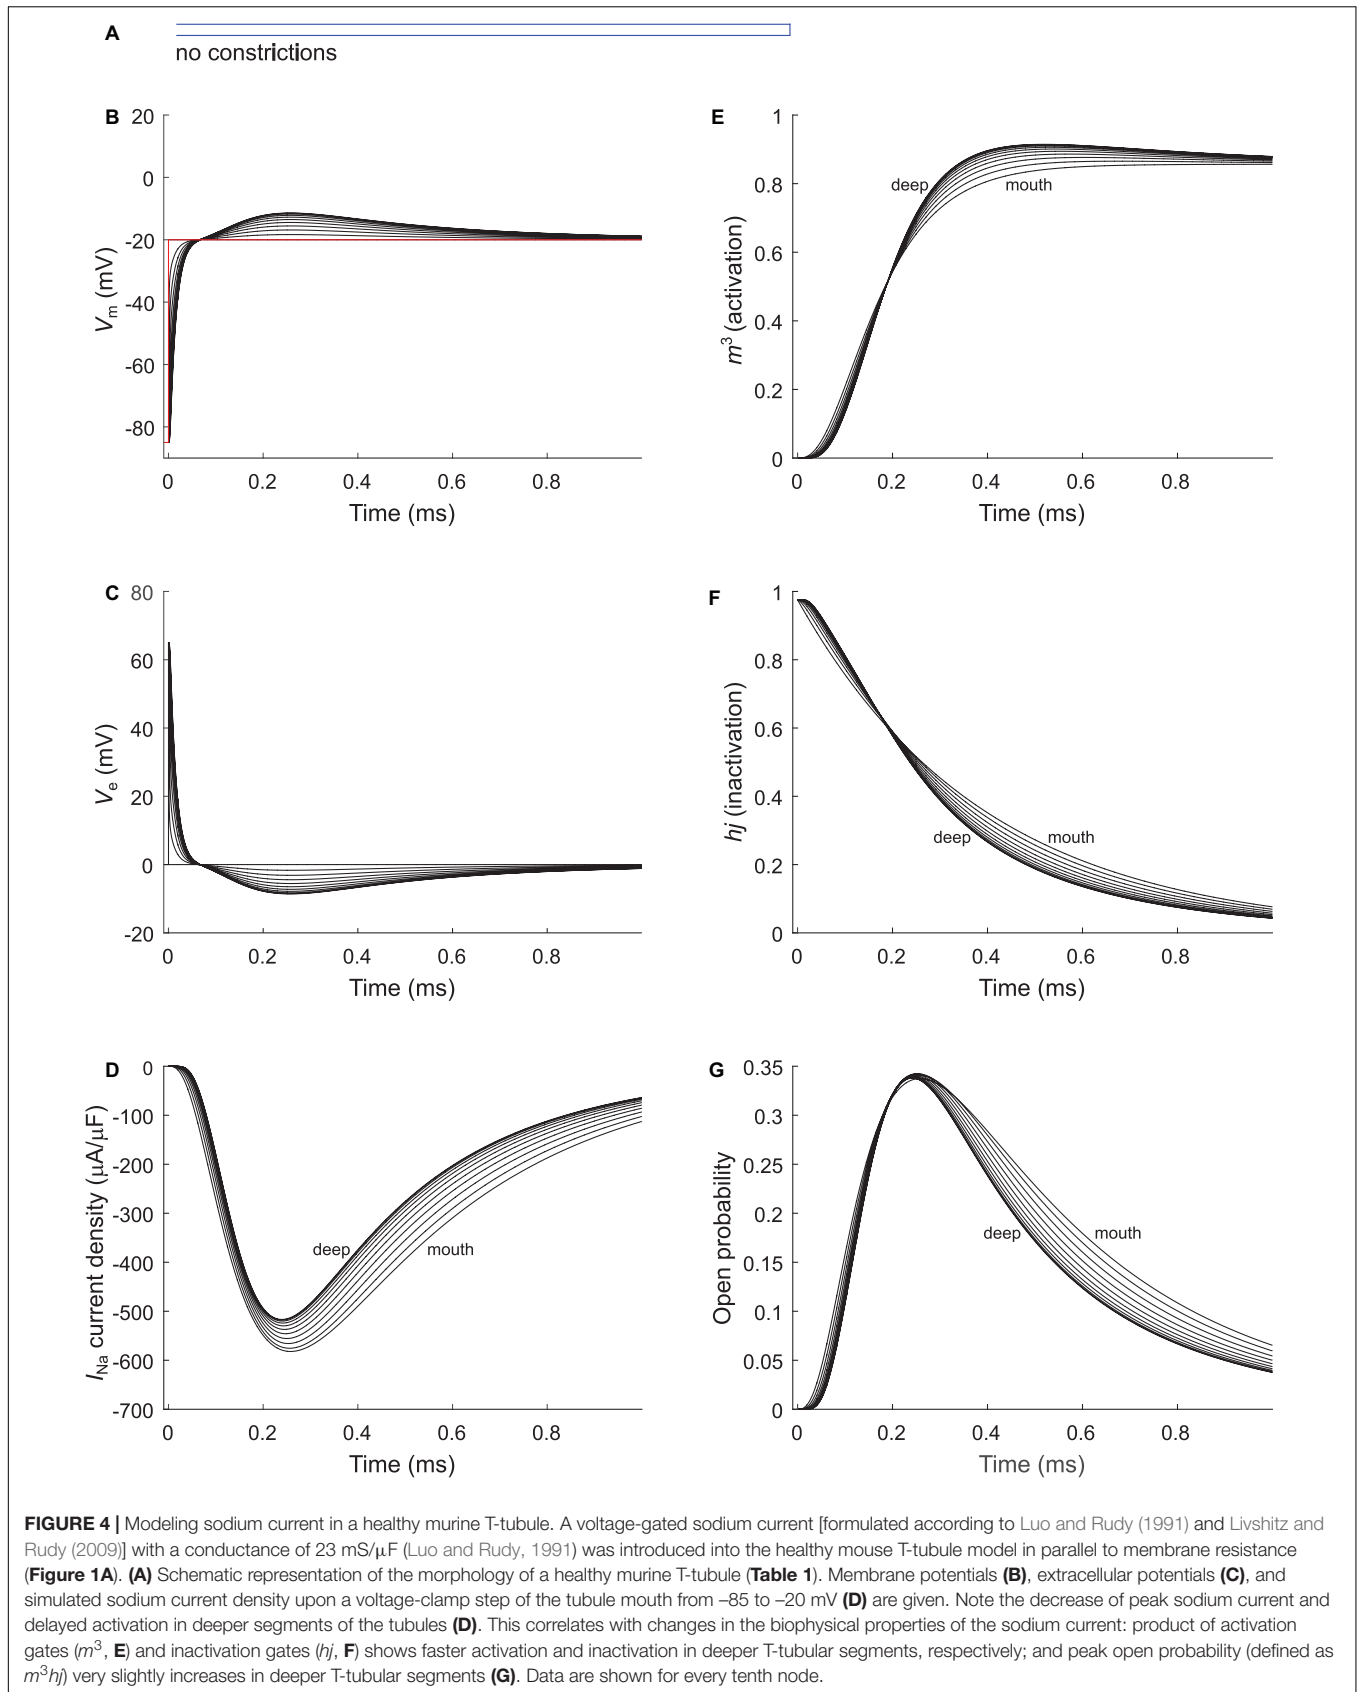 A
no constrictions
B
20
0
-20
-40
-60
-80
Vm (mV)
0 0.2 0.4 0.6 0.8
Time (ms)
E
1
0.8
0.6
0.4
0.2
0
m³ (activation)
deep
mouth
0 0.2 0.4 0.6 0.8
Time (ms)
C
80
60
40
20
0
-20
Ve (mV)
0 0.2 0.4 0.6 0.8
Time (ms)
F
1
0.8
0.6
0.4
0.2
0
hj (inactivation)
deep
mouth
0 0.2 0.4 0.6 0.8
Time (ms)
D
0
-100
-200
-300
-400
-500
-600
-700
INa current density (µA/µF)
deep
mouth
0 0.2 0.4 0.6 0.8
Time (ms)
G
0.35
0.3
0.25
0.2
0.15
0.1
0.05
0
Open probability
deep
mouth
0 0.2 0.4 0.6 0.8
Time (ms)
FIGURE 4 | Modeling sodium current in a healthy murine T-tubule. A voltage-gated sodium current [formulated according to Luo and Rudy (1991) and Livshitz and
Rudy (2009)] with a conductance of 23 mS/µF (Luo and Rudy, 1991) was introduced into the healthy mouse T-tubule model in parallel to membrane resistance
(Figure 1A). (A) Schematic representation of the morphology of a healthy murine T-tubule (Table 1). Membrane potentials (B), extracellular potentials (C), and
simulated sodium current density upon a voltage-clamp step of the tubule mouth from –85 to –20 mV (D) are given. Note the decrease of peak sodium current and
delayed activation in deeper segments of the tubules (D). This correlates with changes in the biophysical properties of the sodium current: product of activation
gates (m³, E) and inactivation gates (hj, F) shows faster activation and inactivation in deeper T-tubular segments, respectively; and peak open probability (defined as
m³hj) very slightly increases in deeper T-tubular segments (G). Data are shown for every tenth node.